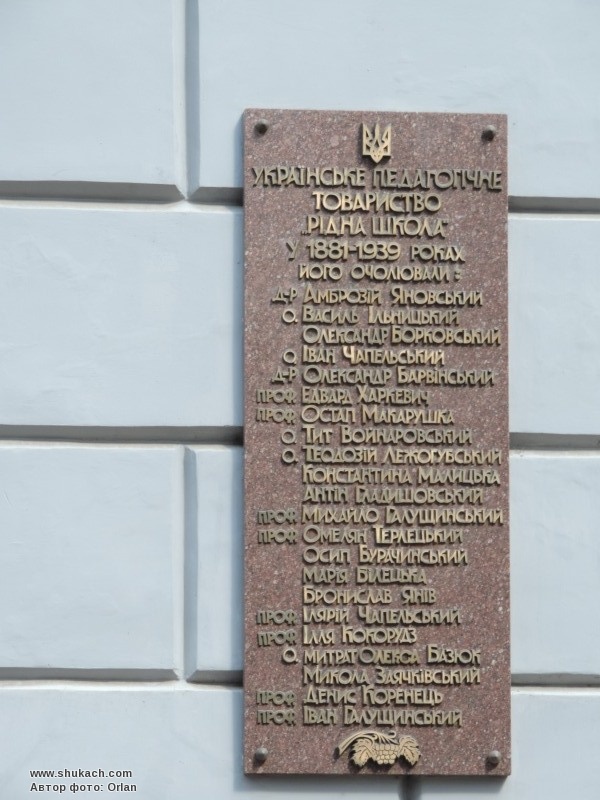 УКРАЇНСЬКЕ ПЕДАГОГІЧНЕ
ТОВАРИСТВО
„РІДНА ШКОЛА”
У 1881-1939 РОКАХ
ЙОГО ОЧОЛЮВАЛИ:
Д-Р АМБРОЗІЙ ЯНОВСЬКИЙ
О. ВАСИЛЬ ІЛЬНИЦЬКИЙ
ОЛЕКСАНДР БОРКОВСЬКИЙ
О. ІВАН ЧАПЕЛЬСЬКИЙ
Д-Р ОЛЕКСАНДР БАРВІНСЬКИЙ
ПРОФ. ЕДВАРД ХАРКЕВИЧ
ПРОФ. ОСТАП МАКАРУШКА
О. ТИТ ВОЙНАРОВСЬКИЙ
О. ТЕОДОЗІЙ ЛЕЖОГУБСЬКИЙ
КОНСТАНТИНА МАЛИЦЬКА
АНТІН ГЛАДИШОВСЬКИЙ
ПРОФ. МИХАЙЛО ГАЛУЩИНСЬКИЙ
ПРОФ. ОМЕЛЯН ТЕРЛЕЦЬКИЙ
ОСИП БУРАЧИНСЬКИЙ
МАРІЯ БІЛЕЦЬКА
БРОНИСЛАВ ЯНІВ
ПРОФ. ІЛЯРІЙ ЧАПЕЛЬСЬКИЙ
ПРОФ. ІЛЛЯ КОКОРУДЗ
О. МИТРАТ ОЛЕКСА БАЗЮК
МИКОЛА ЗАЯЧКІВСЬКИЙ
ПРОФ. ДЕНИС КОРЕНЕЦЬ
ПРОФ. ІВАН ГАЛУЩИНСЬКИЙ
www.shukach.com
Автор фото: Orlan